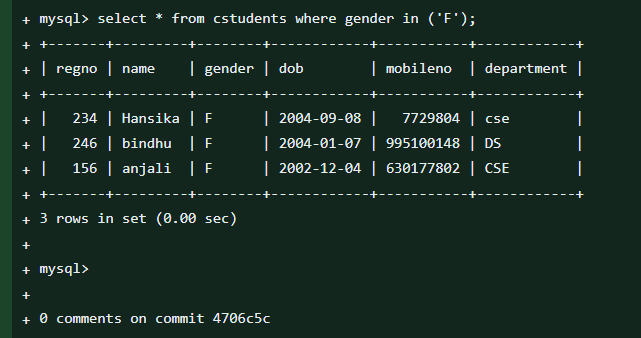 + mysql> select * from cstudents where gender in ('F');
+ +-------+---------+--------+------------+-----------+------------+
+ | regno | name    | gender | dob        | mobileno  | department |
+ +-------+---------+--------+------------+-----------+------------+
+ |   234 | Hansika | F      | 2004-09-08 |   7729804 | cse        |
+ |   246 | bindhu  | F      | 2004-01-07 | 995100148 | DS         |
+ |   156 | anjali  | F      | 2002-12-04 | 630177802 | CSE        |
+ +-------+---------+--------+------------+-----------+------------+
+ 3 rows in set (0.00 sec)
+
+ mysql>
+
+ 0 comments on commit 4706c5c